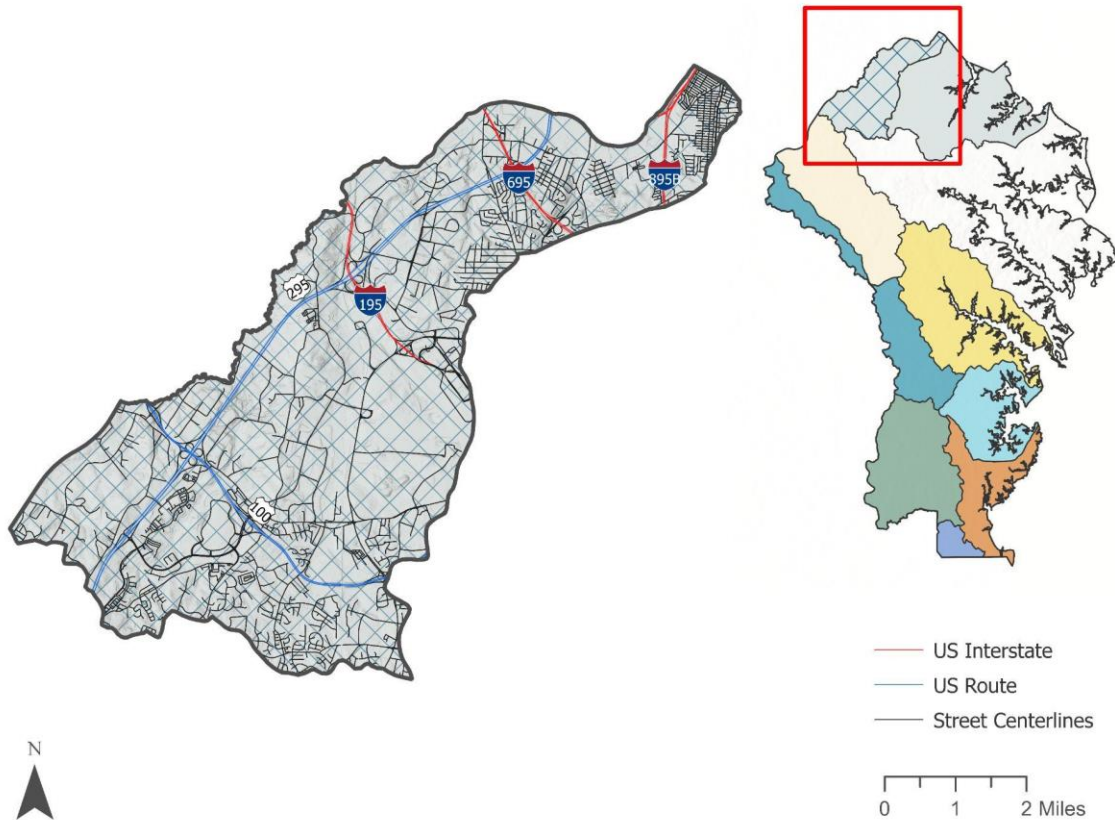 695
895B
295
195
100
US Interstate
US Route
Street Centerlines
N
0 1 2 Miles